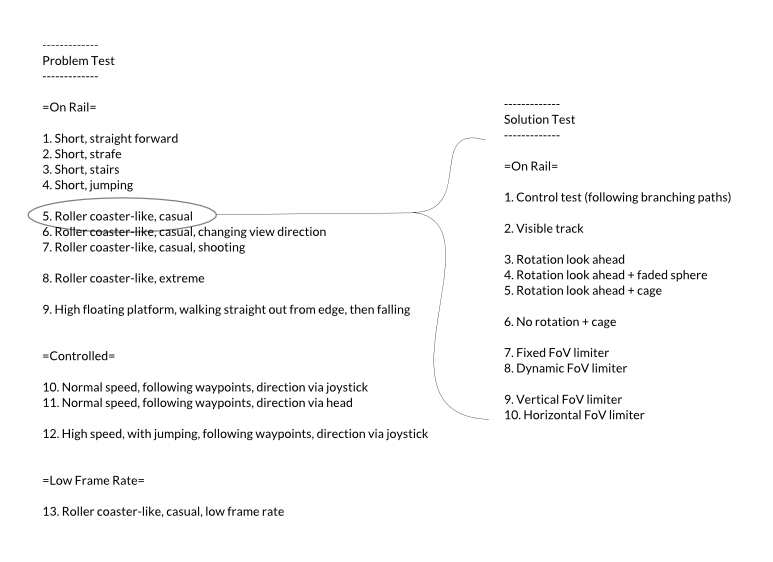 -------------
Problem Test
-------------
=On Rail=
1. Short, straight forward
2. Short, strafe
3. Short, stairs
4. Short, jumping
5. Roller coaster-like, casual
6. Roller coaster-like, casual, changing view direction
7. Roller coaster-like, casual, shooting
8. Roller coaster-like, extreme
9. High floating platform, walking straight out from edge, then falling
=Controlled=
10. Normal speed, following waypoints, direction via joystick
11. Normal speed, following waypoints, direction via head
12. High speed, with jumping, following waypoints, direction via joystick
=Low Frame Rate=
13. Roller coaster-like, casual, low frame rate
-------------
Solution Test
-------------
=On Rail=
1. Control test (following branching paths)
2. Visible track
3. Rotation look ahead
4. Rotation look ahead + faded sphere
5. Rotation look ahead + cage
6. No rotation + cage
7. Fixed FoV limiter
8. Dynamic FoV limiter
9. Vertical FoV limiter
10. Horizontal FoV limiter